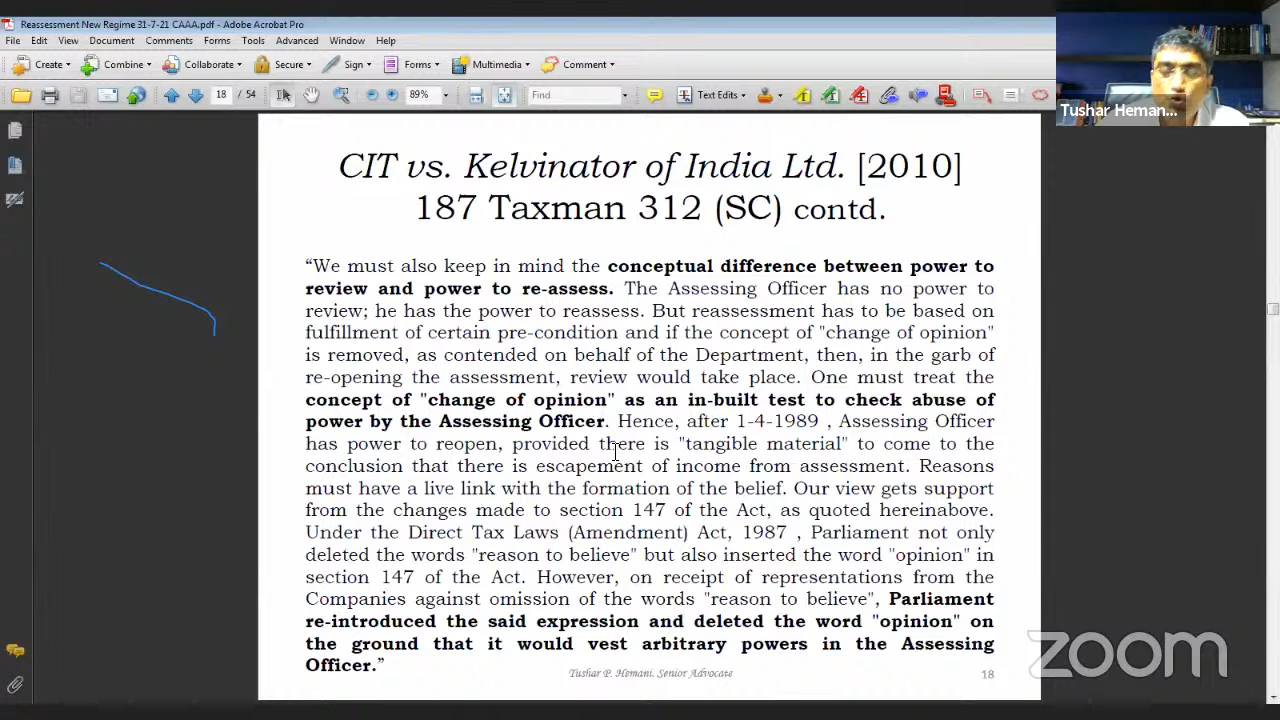 Reassessment New Regime 31-7-21 CAAA.pdf - Adobe Acrobat Pro
File Edit View Document Comments Forms Tools Advanced Window Help
Create Combine Collaborate Secure Sign Forms Multimedia Comment
18 / 54 89% Find Text Edits
Tushar Heman...
CIT vs. Kelvinator of India Ltd. [2010]
187 Taxman 312 (SC) contd.
“We must also keep in mind the conceptual difference between power to
review and power to re-assess. The Assessing Officer has no power to
review; he has the power to reassess. But reassessment has to be based on
fulfillment of certain pre-condition and if the concept of "change of opinion"
is removed, as contended on behalf of the Department, then, in the garb of
re-opening the assessment, review would take place. One must treat the
concept of "change of opinion" as an in-built test to check abuse of
power by the Assessing Officer. Hence, after 1-4-1989 , Assessing Officer
has power to reopen, provided there is "tangible material" to come to the
conclusion that there is escapement of income from assessment. Reasons
must have a live link with the formation of the belief. Our view gets support
from the changes made to section 147 of the Act, as quoted hereinabove.
Under the Direct Tax Laws (Amendment) Act, 1987 , Parliament not only
deleted the words "reason to believe" but also inserted the word "opinion" in
section 147 of the Act. However, on receipt of representations from the
Companies against omission of the words "reason to believe", Parliament
re-introduced the said expression and deleted the word "opinion" on
the ground that it would vest arbitrary powers in the Assessing
Officer.”
Tushar P. Hemani, Senior Advocate
18
zoom